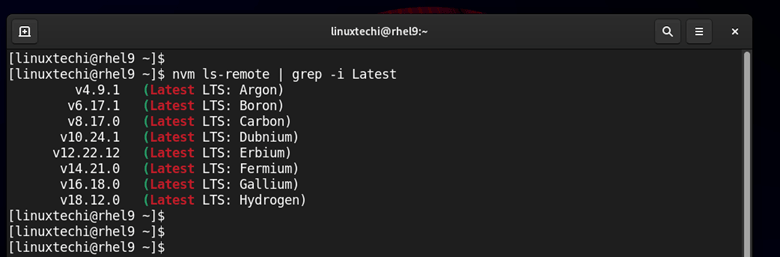 linuxtechi@rhel9:~
[linuxtechi@rhel9 ~]$
[linuxtechi@rhel9 ~]$ nvm ls-remote | grep -i Latest
v4.9.1   (Latest LTS: Argon)
v6.17.1   (Latest LTS: Boron)
v8.17.0   (Latest LTS: Carbon)
v10.24.1   (Latest LTS: Dubnium)
v12.22.12   (Latest LTS: Erbium)
v14.21.0   (Latest LTS: Fermium)
v16.18.0   (Latest LTS: Gallium)
v18.12.0   (Latest LTS: Hydrogen)
[linuxtechi@rhel9 ~]$
[linuxtechi@rhel9 ~]$
[linuxtechi@rhel9 ~]$